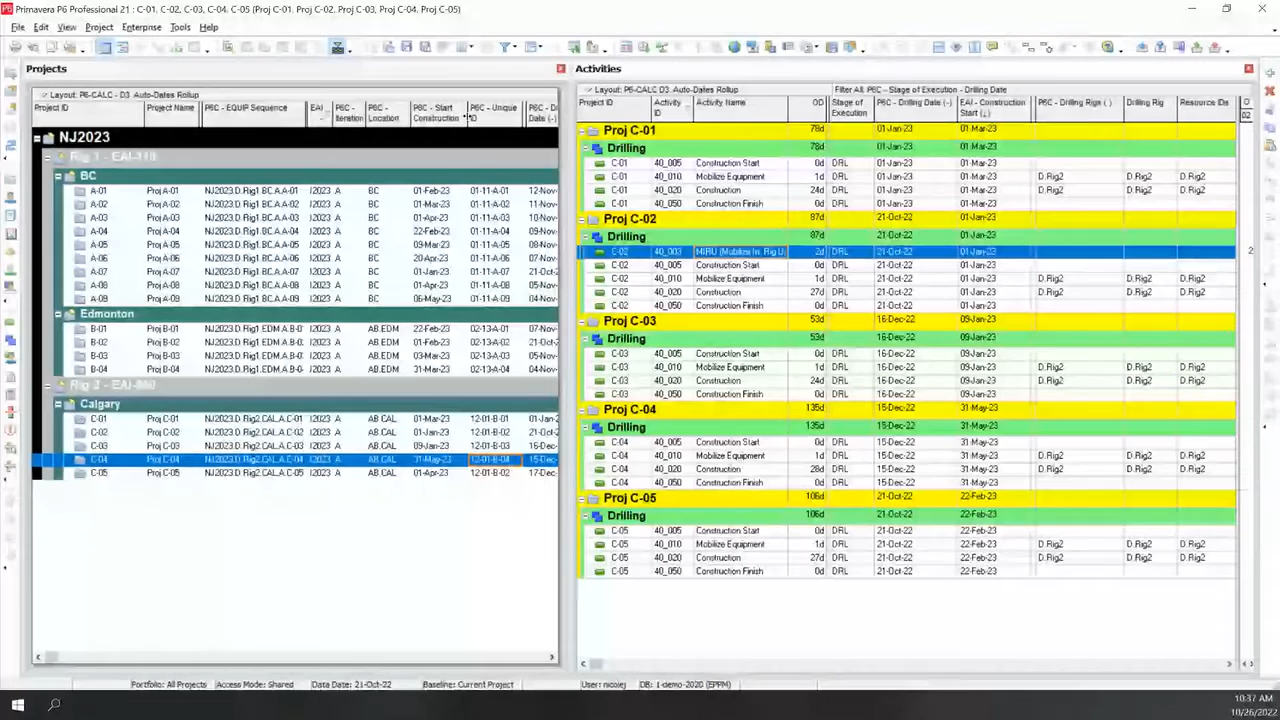 Primavera P6 Professional 21 : C-01, C-02, C-03, C-04, C-05 (Proj C-01, Proj C-02, Proj C-03, Proj C-04, Proj C-05)
File Edit View Project Enterprise Tools Help
Projects
Layout: P6-CALC - D3 Auto-Dates Rollup
Project ID Project Name P6C - EQUIP Sequence EAI P6C - Iteration P6C - Location P6C - Start Construction P6C - Unique ID P6C - D Date (-)
NJ2023
BC
A-01 Proj A-01 NJ2023.D.Rig1.BC.A.A-01 I2023 A BC 01-Feb-23 01-11-A-01 12-Nov-
A-02 Proj A-02 NJ2023.D.Rig1.BC.A.A-02 I2023 A BC 01-Mar-23 01-11-A-02 03-Nov-
A-03 Proj A-03 NJ2023.D.Rig1.BC.A.A-03 I2023 A BC 01-Apr-23 01-11-A-03 02-Nov-
A-04 Proj A-04 NJ2023.D.Rig1.BC.A.A-04 I2023 A BC 22-Feb-23 01-11-A-04 03-Nov-
A-05 Proj A-05 NJ2023.D.Rig1.BC.A.A-05 I2023 A BC 09-Mar-23 01-11-A-05 04-Nov-
A-06 Proj A-06 NJ2023.D.Rig1.BC.A.A-06 I2023 A BC 20-Apr-23 01-11-A-06 02-Nov-
A-07 Proj A-07 NJ2023.D.Rig1.BC.A.A-07 I2023 A BC 01-Jan-23 01-11-A-07 21-Oct-
A-08 Proj A-08 NJ2023.D.Rig1.BC.A.A-08 I2023 A BC 01-Apr-23 01-11-A-08 03-Nov-
A-09 Proj A-09 NJ2023.D.Rig1.BC.A.A-09 I2023 A BC 06-May-23 01-11-A-09 04-Nov-
Edmonton
B-01 Proj B-01 NJ2023.D.Rig1.EDM.A.B-0 I2023 A AB.EDM 22-Feb-23 02-13-A-01 07-Nov-
B-02 Proj B-02 NJ2023.D.Rig1.EDM.A.B-0 I2023 A AB.EDM 01-Jan-23 02-13-A-02 21-Oct-
B-03 Proj B-03 NJ2023.D.Rig1.EDM.A.B-0 I2023 A AB.EDM 05-Mar-23 02-13-A-03 05-Nov-
B-04 Proj B-04 NJ2023.D.Rig1.EDM.A.B-0 I2023 A AB.EDM 31-Mar-23 02-13-A-04 03-Nov-
Calgary
C-01 Proj C-01 NJ2023.D.Rig2.CAL.A.C-01 I2023 A AB.CAL 01-Mar-23 12-01-B-01 01-Jan-
C-02 Proj C-02 NJ2023.D.Rig2.CAL.A.C-02 I2023 A AB.CAL 01-Jan-23 12-01-B-02 21-Oct-
C-03 Proj C-03 NJ2023.D.Rig2.CAL.A.C-03 I2023 A AB.CAL 09-Jan-23 12-01-B-03 16-Dec-
C-04 Proj C-04 NJ2023.D.Rig2.CAL.A.C-04 I2023 A AB.CAL 31-May-23 12-01-B-04 15-Dec-
C-05 Proj C-05 NJ2023.D.Rig2.CAL.A.C-05 I2023 A AB.CAL 01-Apr-23 12-01-B-02 17-Dec-
Activities
Layout: P6-CALC D3 Auto-Dates Rollup Filter All: P6C - Stage of Execution - Drilling Date
Project ID Activity ID Activity Name OD Stage of Execution P6C - Drilling Date (-) EAI - Construction Start (↓) P6C - Drilling Rigs ( ) Drilling Rig Resource IDs
Proj C-01 78d 01-Jan-23 01-Mar-23
Drilling 78d 01-Jan-23 01-Mar-23
C-01 40_005 Construction Start 0d DRL 01-Jan-23 01-Mar-23
C-01 40_010 Mobilize Equipment 1d DRL 01-Jan-23 01-Mar-23 D.Rig2 D.Rig2 D.Rig2
C-01 40_020 Construction 24d DRL 01-Jan-23 01-Mar-23 D.Rig2 D.Rig2 D.Rig2
C-01 40_050 Construction Finish 0d DRL 01-Jan-23 01-Mar-23
Proj C-02 87d 21-Oct-22 01-Jan-23
Drilling 87d 21-Oct-22 01-Jan-23
C-02 40_003 MIRU (Mobilize In, Rig U 2d DRL 21-Oct-22 01-Jan-23 2
C-02 40_005 Construction Start 0d DRL 21-Oct-22 01-Jan-23
C-02 40_010 Mobilize Equipment 1d DRL 21-Oct-22 01-Jan-23 D.Rig2 D.Rig2 D.Rig2
C-02 40_020 Construction 27d DRL 21-Oct-22 01-Jan-23 D.Rig2 D.Rig2 D.Rig2
C-02 40_050 Construction Finish 0d DRL 21-Oct-22 01-Jan-23
Proj C-03 53d 16-Dec-22 09-Jan-23
Drilling 53d 16-Dec-22 09-Jan-23
C-03 40_005 Construction Start 0d DRL 16-Dec-22 09-Jan-23
C-03 40_010 Mobilize Equipment 1d DRL 16-Dec-22 09-Jan-23 D.Rig2 D.Rig2 D.Rig2
C-03 40_020 Construction 24d DRL 16-Dec-22 09-Jan-23 D.Rig2 D.Rig2 D.Rig2
C-03 40_050 Construction Finish 0d DRL 16-Dec-22 09-Jan-23
Proj C-04 135d 15-Dec-22 31-May-23
Drilling 135d 15-Dec-22 31-May-23
C-04 40_005 Construction Start 0d DRL 15-Dec-22 31-May-23
C-04 40_010 Mobilize Equipment 1d DRL 15-Dec-22 31-May-23 D.Rig2 D.Rig2 D.Rig2
C-04 40_020 Construction 28d DRL 15-Dec-22 31-May-23 D.Rig2 D.Rig2 D.Rig2
C-04 40_050 Construction Finish 0d DRL 15-Dec-22 31-May-23
Proj C-05 106d 21-Oct-22 22-Feb-23
Drilling 106d 21-Oct-22 22-Feb-23
C-05 40_005 Construction Start 0d DRL 21-Oct-22 22-Feb-23
C-05 40_010 Mobilize Equipment 1d DRL 21-Oct-22 22-Feb-23 D.Rig2 D.Rig2 D.Rig2
C-05 40_020 Construction 27d DRL 21-Oct-22 22-Feb-23 D.Rig2 D.Rig2 D.Rig2
C-05 40_050 Construction Finish 0d DRL 21-Oct-22 22-Feb-23
Portfolio: All Projects Access Mode: Shared Data Date: 21-Oct-22 Baseline: Current Project User: nicolej DB: 1-demo-2020 (EPPM)
10:37 AM
10/26/2022